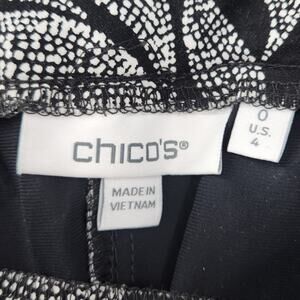 chico's®
MADE IN
VIETNAM
0
U.S.
4